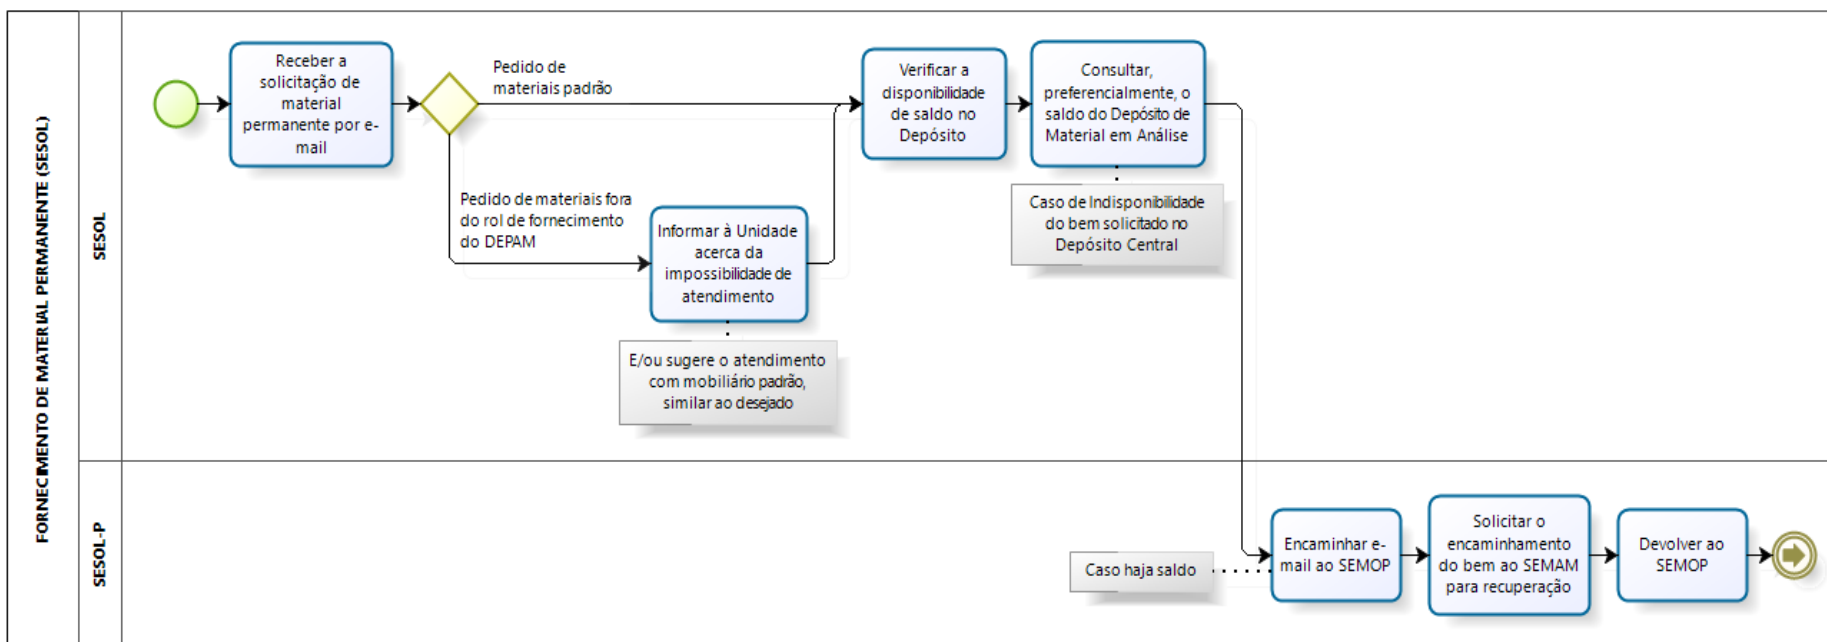 FORNECIMENTO DE MATERIAL PERMANENTE (SESOL)
SESOL
Receber a
solicitação de
material
permanente por e-
mail
Pedido de
materiais padrão
Pedido de materiais fora
do rol de fornecimento
do DEPAM
Informar à Unidade
acerca da
impossibilidade de
atendimento
E/ou sugere o atendimento
com mobiliário padrão,
similar ao desejado
Verificar a
disponibilidade
de saldo no
Depósito
Consultar,
preferencialmente, o
saldo do Depósito de
Material em Análise
Caso de Indisponibilidade
do bem solicitado no
Depósito Central
SESOL-P
Caso haja saldo
Encaminhar e-
mail ao SEMOP
Solicitar o
encaminhamento
do bem ao SEMAM
para recuperação
Devolver ao
SEMOP